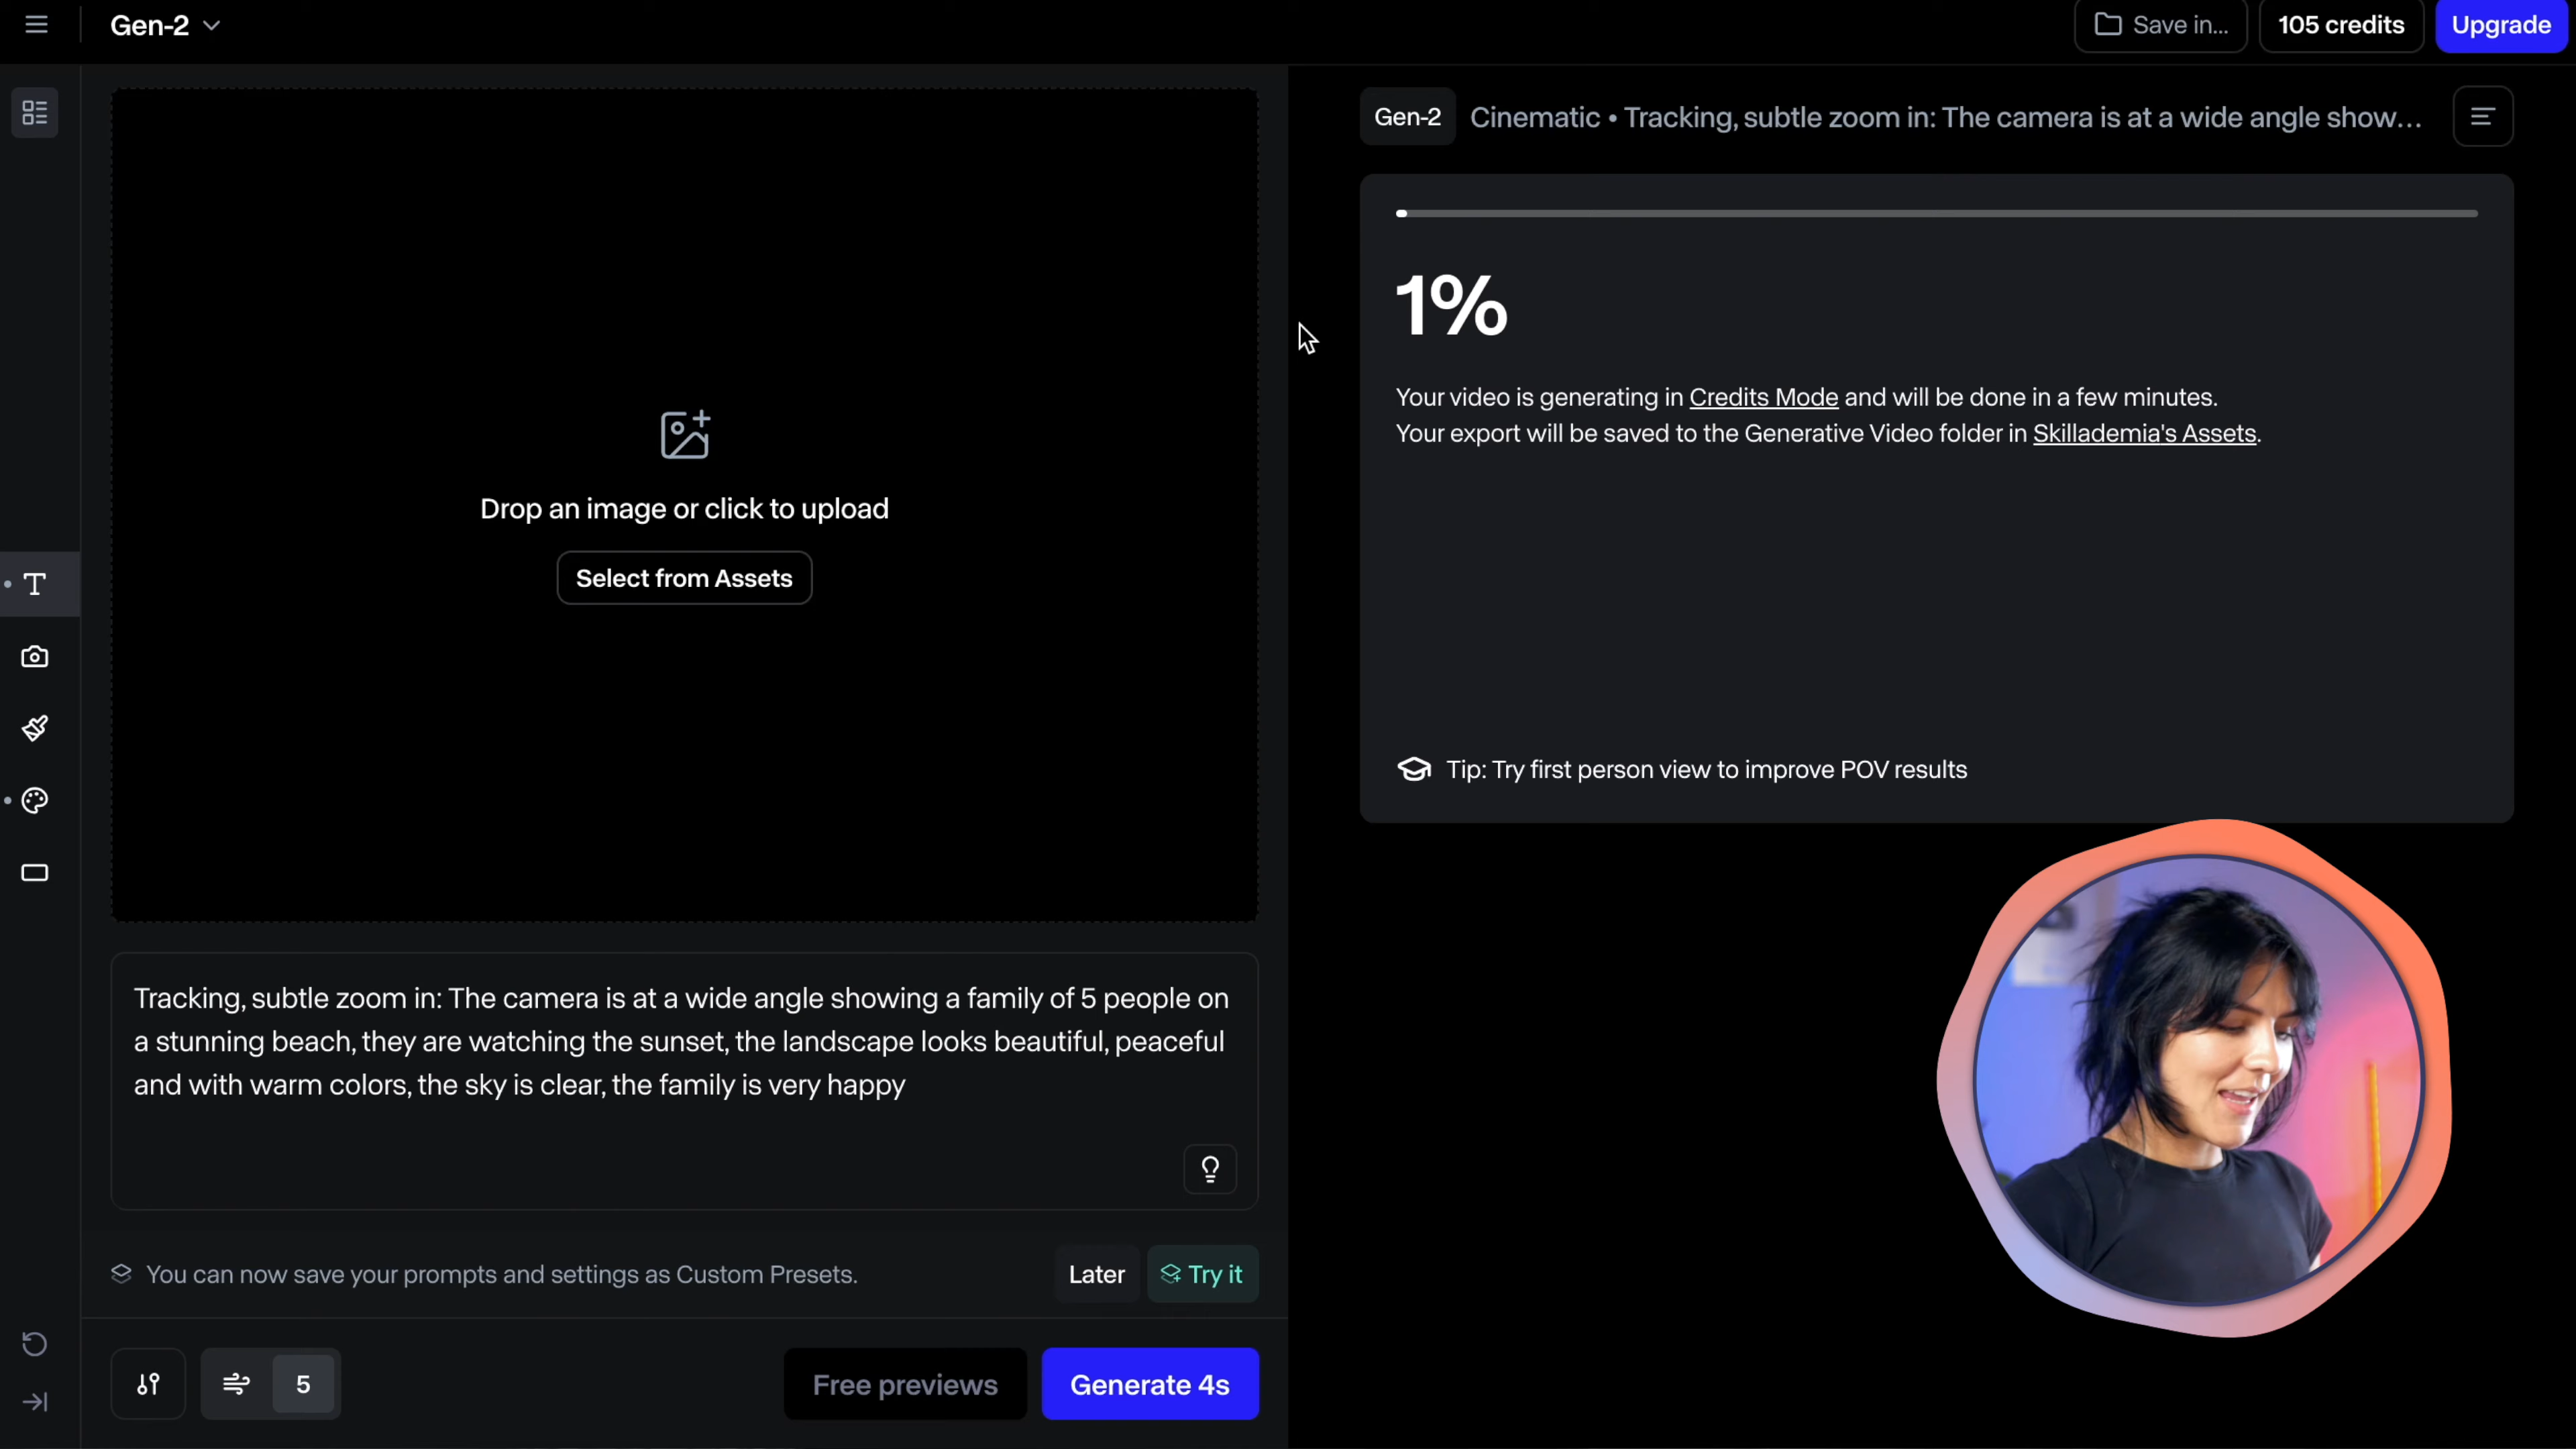 Gen-2
Save in...
105 credits
Upgrade
Drop an image or click to upload
Select from Assets
Tracking, subtle zoom in: The camera is at a wide angle showing a family of 5 people on
a stunning beach, they are watching the sunset, the landscape looks beautiful, peaceful
and with warm colors, the sky is clear, the family is very happy
You can now save your prompts and settings as Custom Presets.
Later
Try it
5
Free previews
Generate 4s
Gen-2 Cinematic • Tracking, subtle zoom in: The camera is at a wide angle show...
1%
Your video is generating in Credits Mode and will be done in a few minutes.
Your export will be saved to the Generative Video folder in Skillademia's Assets.
Tip: Try first person view to improve POV results